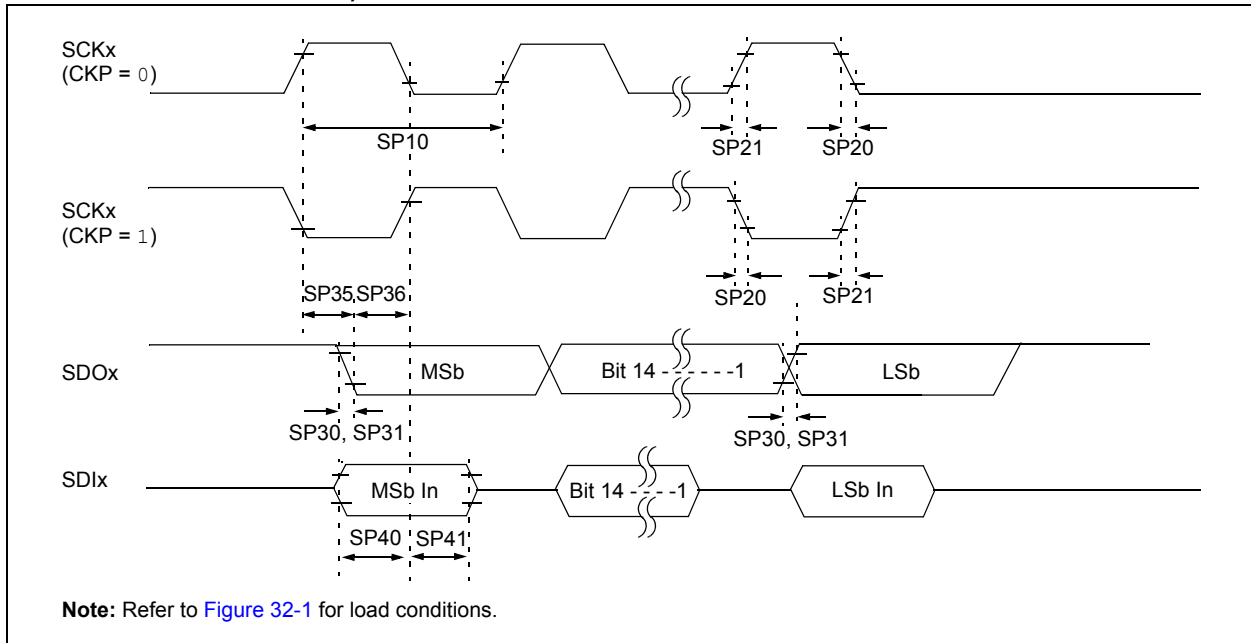 SCKx
(CKP = 0)
SP10
SP21
SP20
SCKx
(CKP = 1)
SP20
SP21
SP35
SP36
SDOx
MSb
Bit 14 - - - - - -1
LSb
SP30, SP31
SP30, SP31
SDIx
MSb In
Bit 14 - - - -1
LSb In
SP40
SP41
Note: Refer to Figure 32-1 for load conditions.